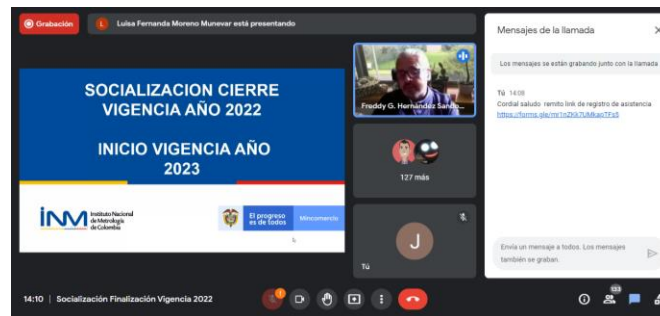 Grabación
L
Luisa Fernanda Moreno Munevar está presentando
SOCIALIZACION CIERRE
VIGENCIA AÑO 2022
INICIO VIGENCIA AÑO
2023
INM
Instituto Nacional
de Metrología
de Colombia
El progreso
es de todos
Mincomercio
Freddy G. Hernández Sando...
127 más
J
Tú
14:10 | Socialización Finalización Vigencia 2022
Mensajes de la llamada
Los mensajes se están grabando junto con la llamada
Tú 14:08
Cordial saludo remito link de registro de asistencia
Envía un mensaje a todos. Los mensajes
también se graban.
133